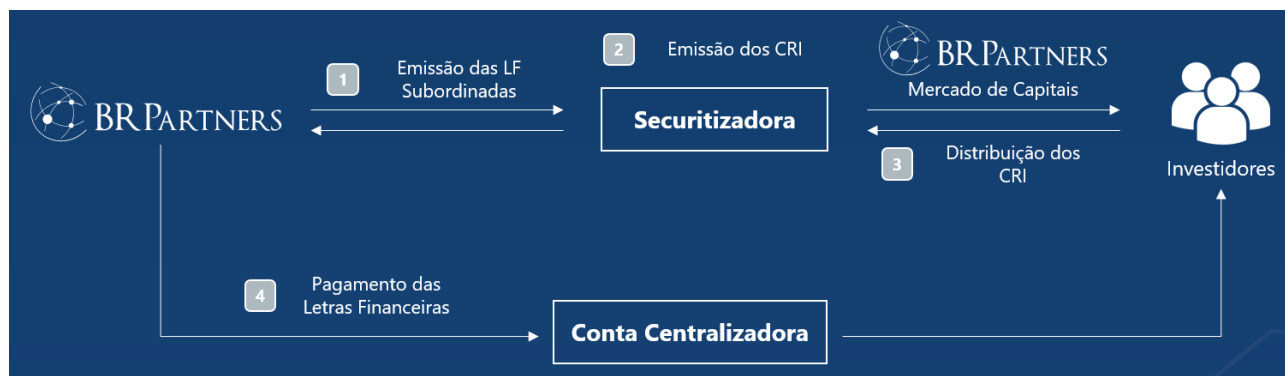 1
Emissão das LF
Subordinadas
2
Emissão dos CRI
BR PARTNERS
Mercado de Capitais
BR PARTNERS
Securitizadora
3
Distribuição dos
CRI
Investidores
4
Pagamento das
Letras Financeiras
Conta Centralizadora